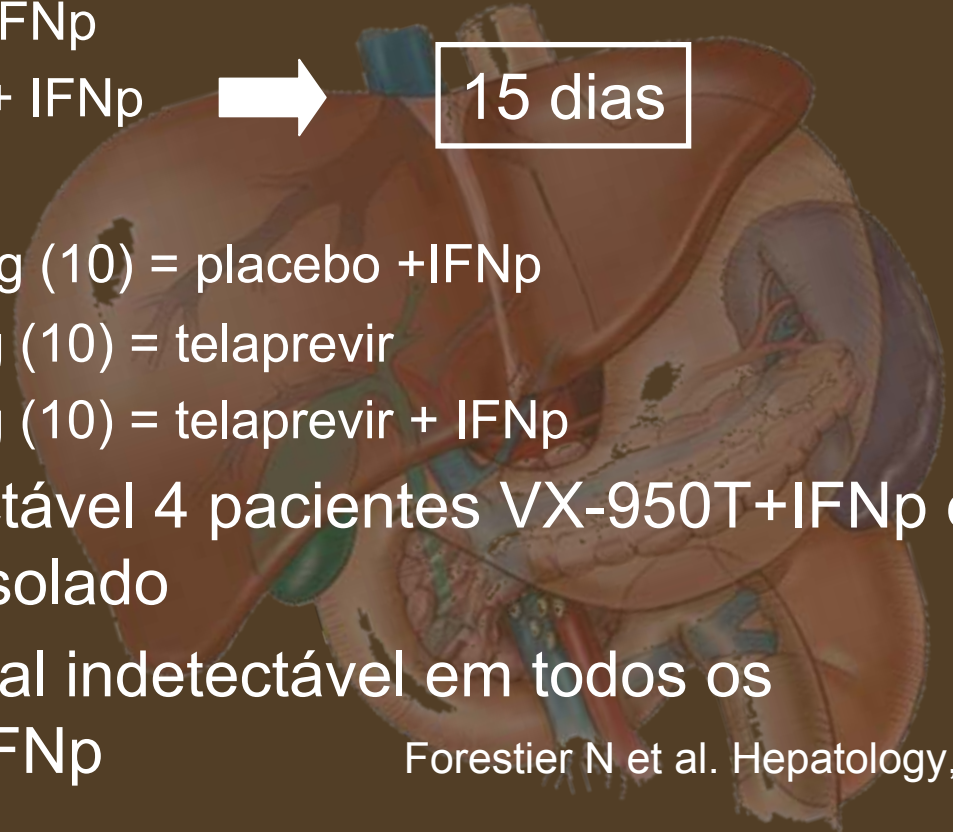 FNp
+ IFNp
15 dias
g (10) = placebo +IFNp
g (10) = telaprevir
g (10) = telaprevir + IFNp
tável 4 pacientes VX-950T+IFNp
solado
al indetectável em todos os
FNp
Forestier N et al. Hepatology,